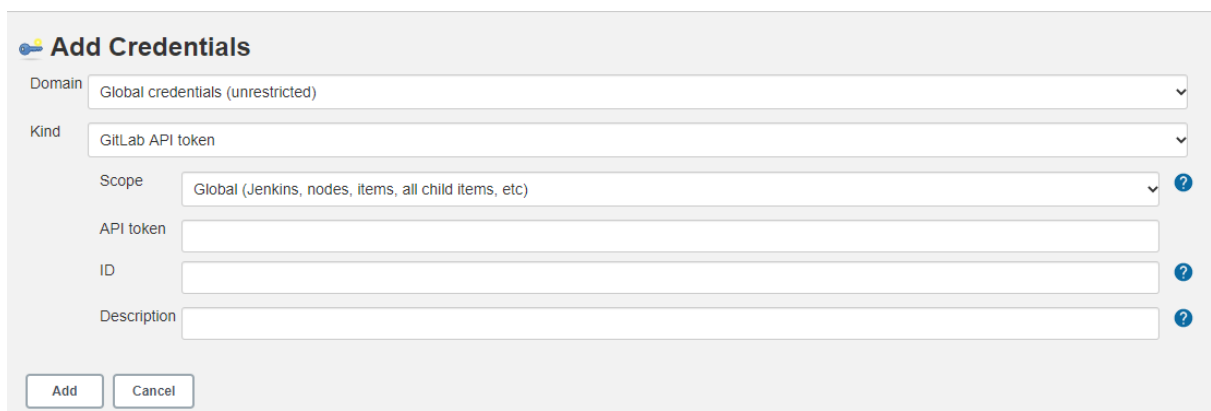 Add Credentials
Domain
Global credentials (unrestricted)
Kind
GitLab API token
Scope
Global (Jenkins, nodes, items, all child items, etc)
?
API token
ID
?
Description
?
Add
Cancel